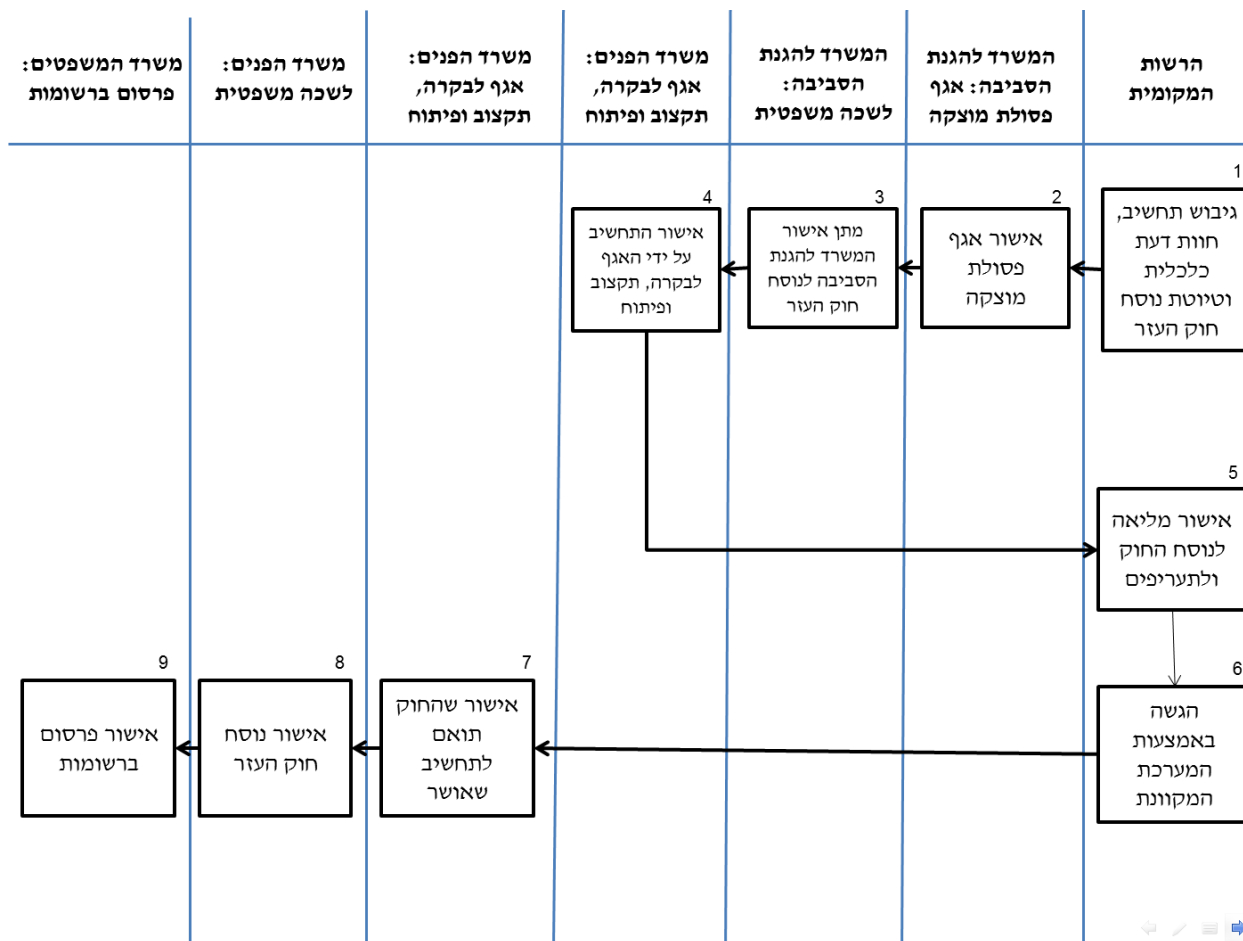 הרשות
המקומית
המשרד להגנת
הסביבה: אגף
פסולת מוצקה
המשרד להגנת
הסביבה:
לשכה משפטית
משרד הפנים:
אגף לבקרה,
תקצוב ופיתוח
משרד הפנים:
אגף לבקרה,
תקצוב ופיתוח
משרד הפנים:
לשכה משפטית
משרד המשפטים:
פרסום ברשומות
1
גיבוש תחשיב,
חוות דעת
כלכלית
וטיוטת נוסח
חוק העזר
2
אישור אגף
פסולת
מוצקה
3
מתן אישור
המשרד להגנת
הסביבה לנוסח
חוק העזר
4
אישור התחשיב
על ידי האגף
לבקרה, תקצוב
ופיתוח
5
אישור מליאה
לנוסח החוק
ולתעריפים
6
הגשה
באמצעות
המערכת
המקוונת
7
אישור שהחוק
תואם
לתחשיב
שאושר
8
אישור נוסח
חוק העזר
9
אישור פרסום
ברשומות